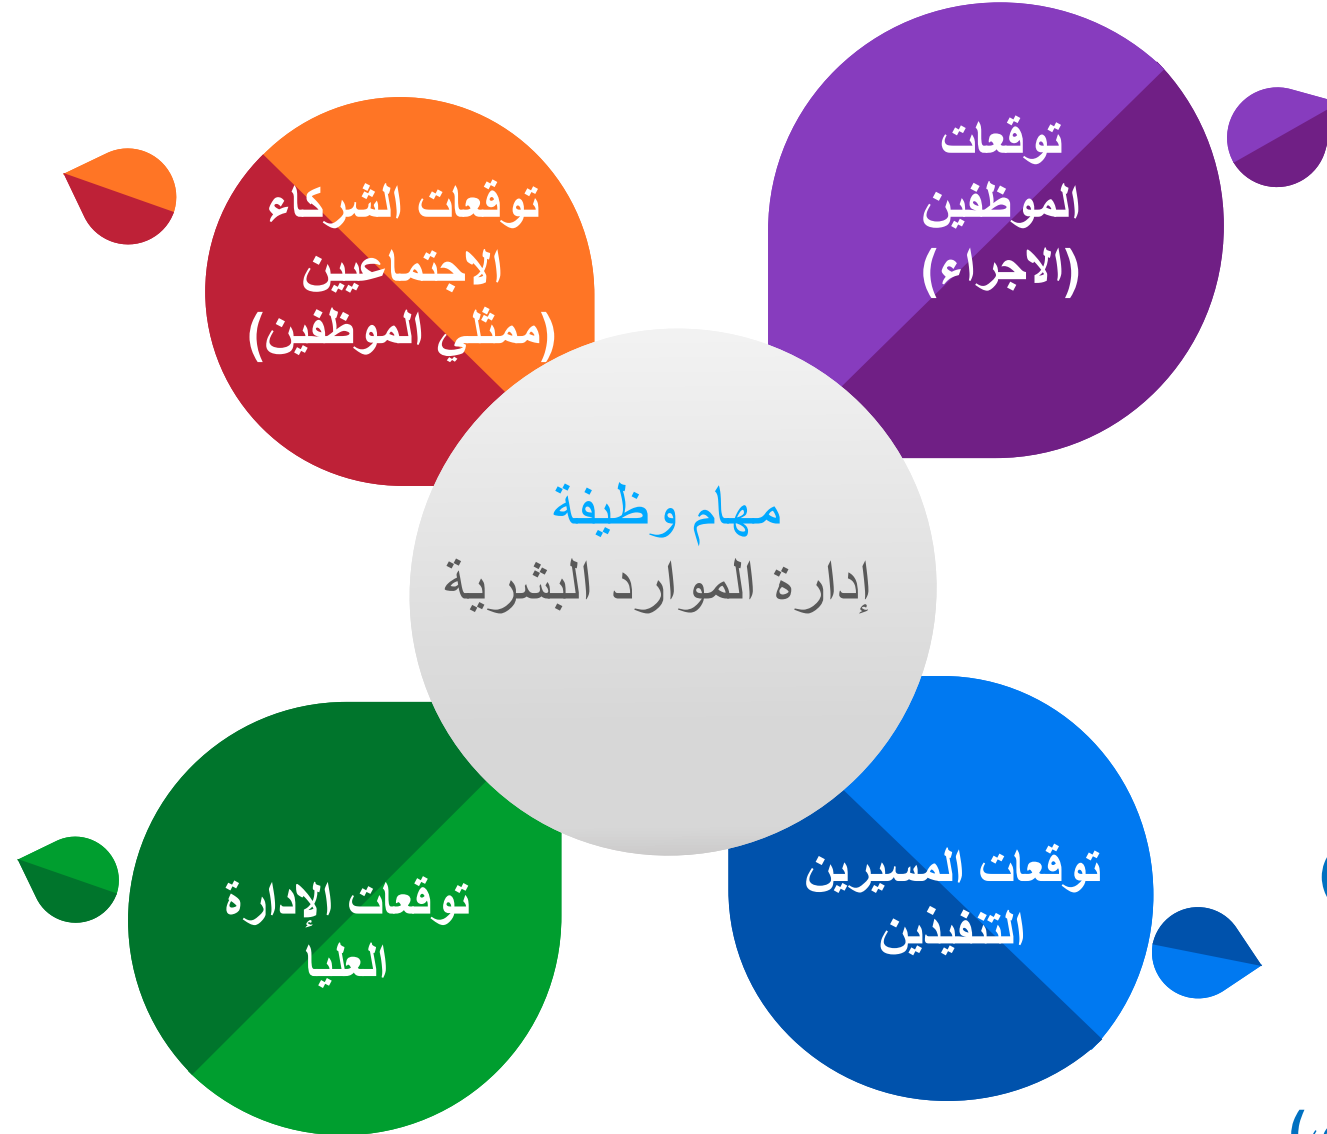 توقعات
الموظفين
(الاجراء)
توقعات الشركاء
الاجتماعيين
(ممثلي الموظفين)
مهام وظيفة
إدارة الموارد البشرية
توقعات المسيرين
التنفيذين
توقعات الإدارة
العليا